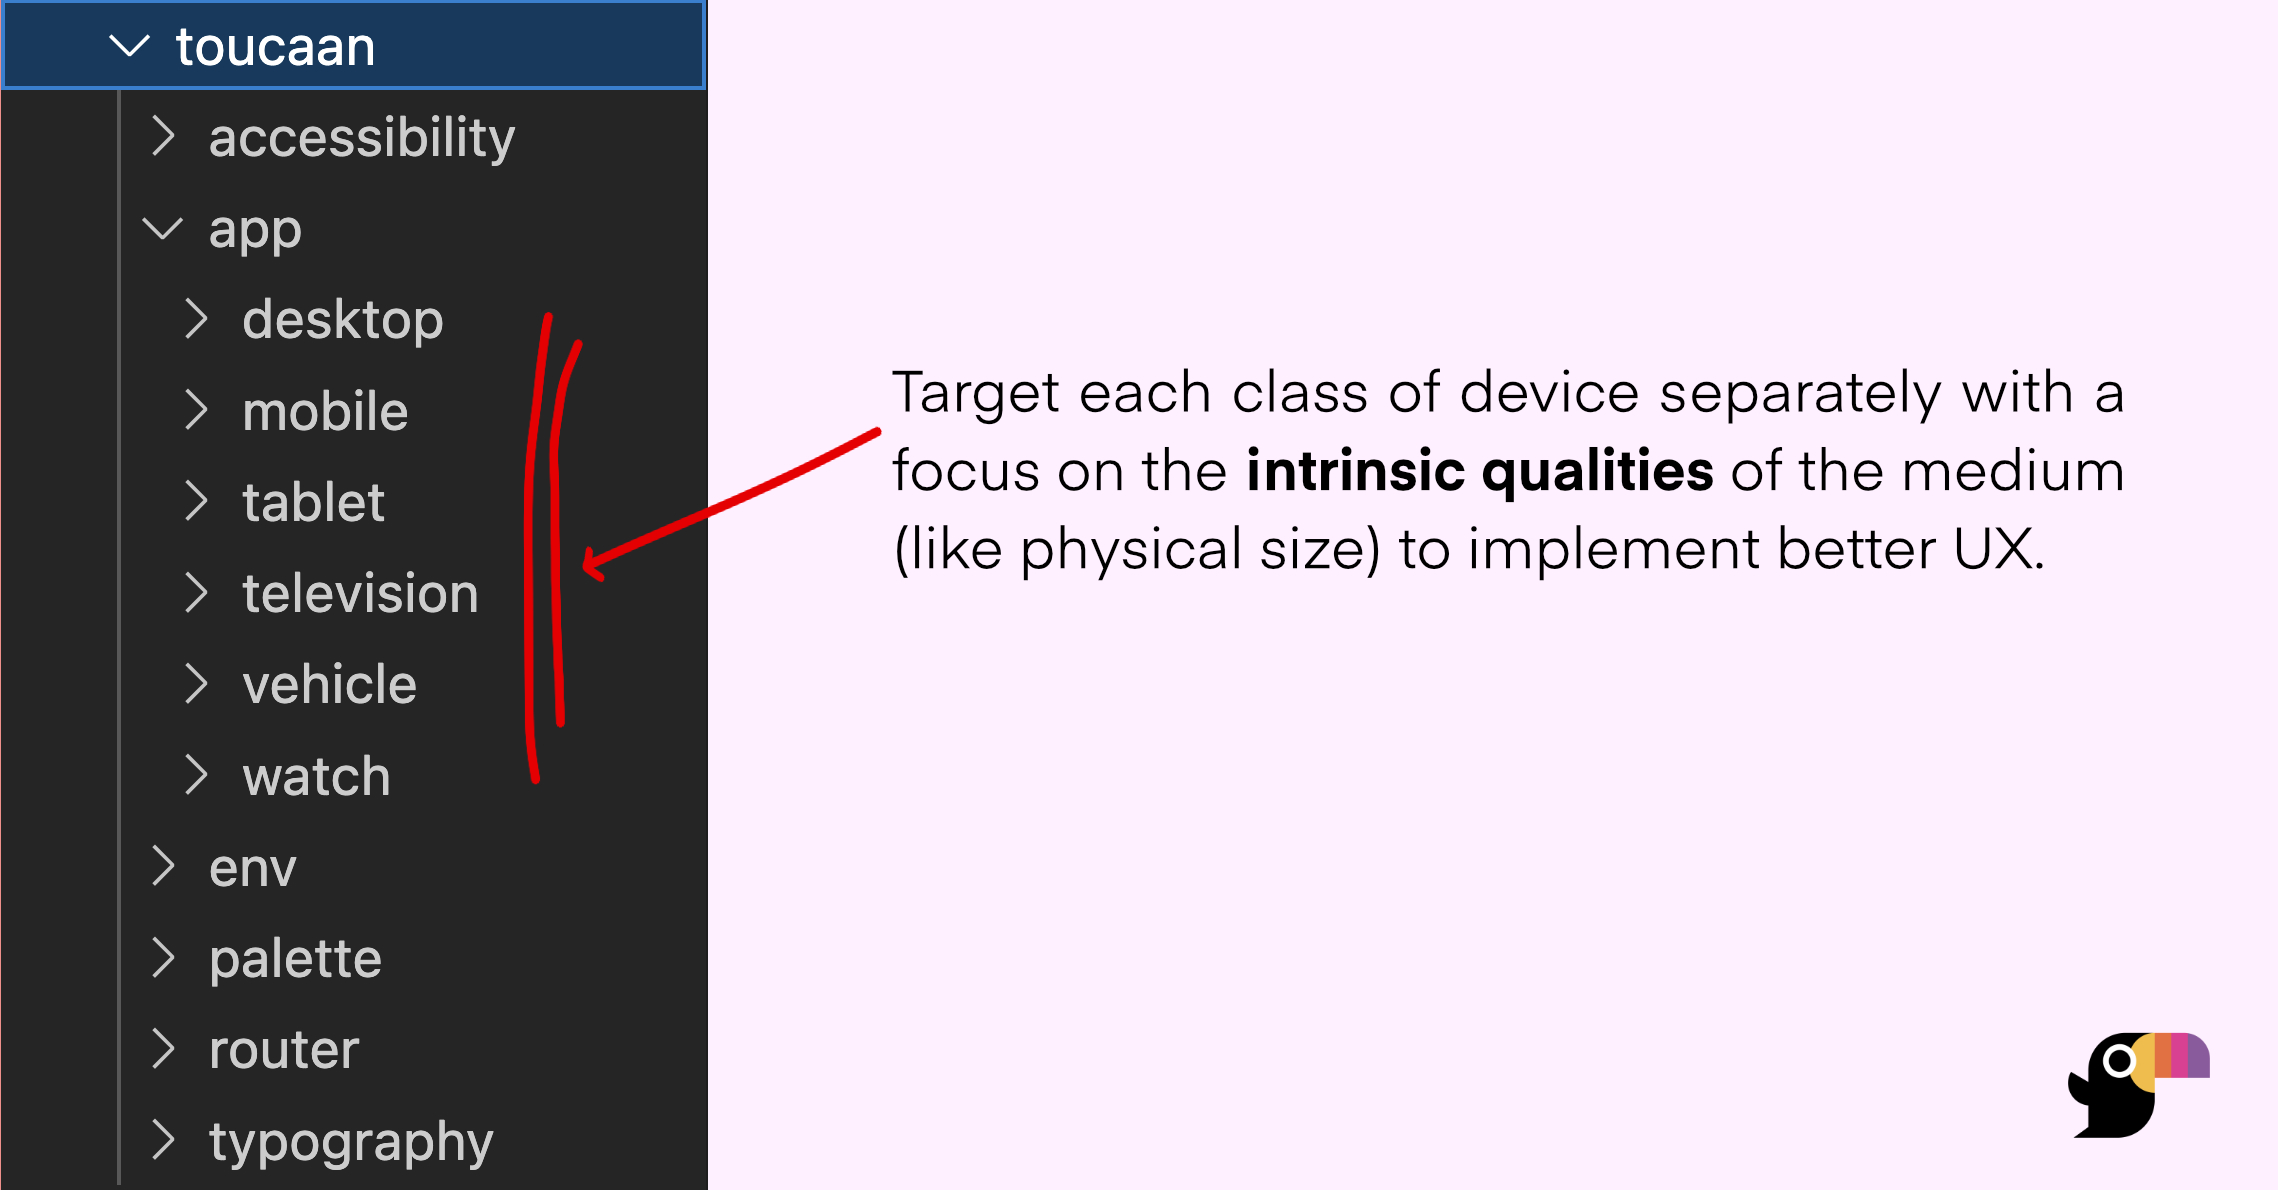 toucaan
accessibility
app
desktop
mobile
tablet
television
vehicle
watch
env
palette
router
typography
Target each class of device separately with a
focus on the intrinsic qualities of the medium
(like physical size) to implement better UX.